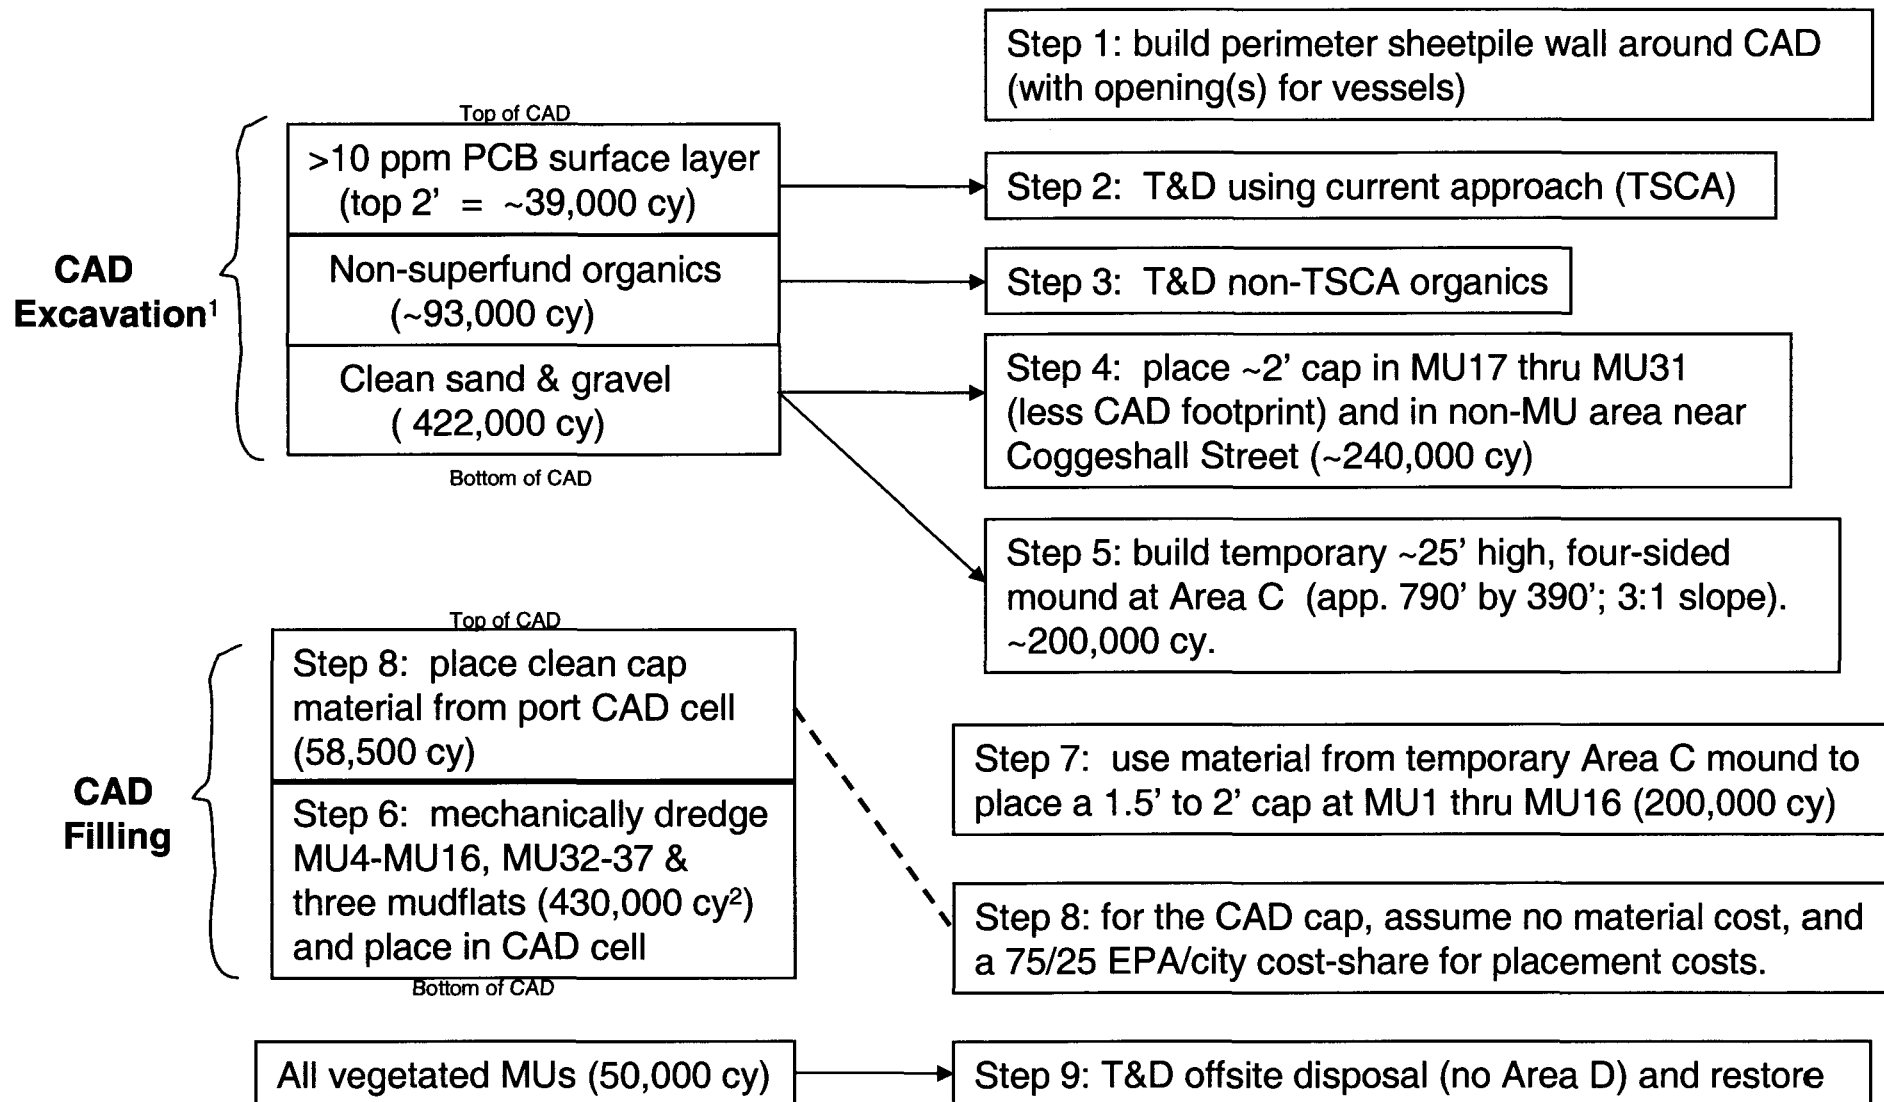 Step 1: build perimeter sheetpile wall around CAD
(with opening(s) for vessels)
CAD
Excavation¹
Top of CAD
>10 ppm PCB surface layer
(top 2’ = ~39,000 cy)
Step 2: T&D using current approach (TSCA)
Non-superfund organics
(~93,000 cy)
Step 3: T&D non-TSCA organics
Clean sand & gravel
( 422,000 cy)
Bottom of CAD
Step 4: place ~2’ cap in MU17 thru MU31
(less CAD footprint) and in non-MU area near
Coggeshall Street (~240,000 cy)
Step 5: build temporary ~25’ high, four-sided
mound at Area C (app. 790’ by 390’; 3:1 slope).
~200,000 cy.
CAD
Filling
Top of CAD
Step 8: place clean cap
material from port CAD cell
(58,500 cy)
Step 6: mechanically dredge
MU4-MU16, MU32-37 &
three mudflats (430,000 cy²)
and place in CAD cell
Bottom of CAD
Step 7: use material from temporary Area C mound to
place a 1.5’ to 2’ cap at MU1 thru MU16 (200,000 cy)
Step 8: for the CAD cap, assume no material cost, and
a 75/25 EPA/city cost-share for placement costs.
All vegetated MUs (50,000 cy)
Step 9: T&D offsite disposal (no Area D) and restore